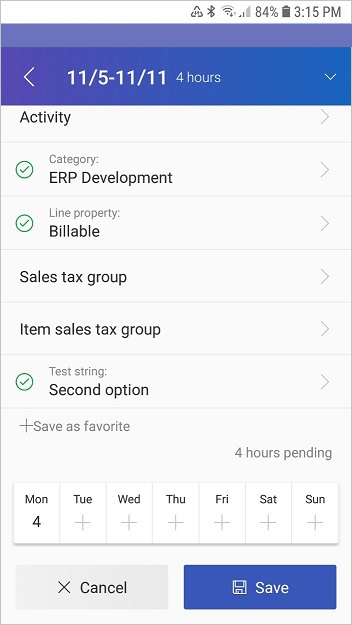 84% 3:15 PM
11/5-11/11 4 hours
Activity
Category:
ERP Development
Line property:
Billable
Sales tax group
Item sales tax group
Test string:
Second option
+Save as favorite
4 hours pending
Mon Tue Wed Thu Fri Sat Sun
4 + + + + + +
Cancel Save